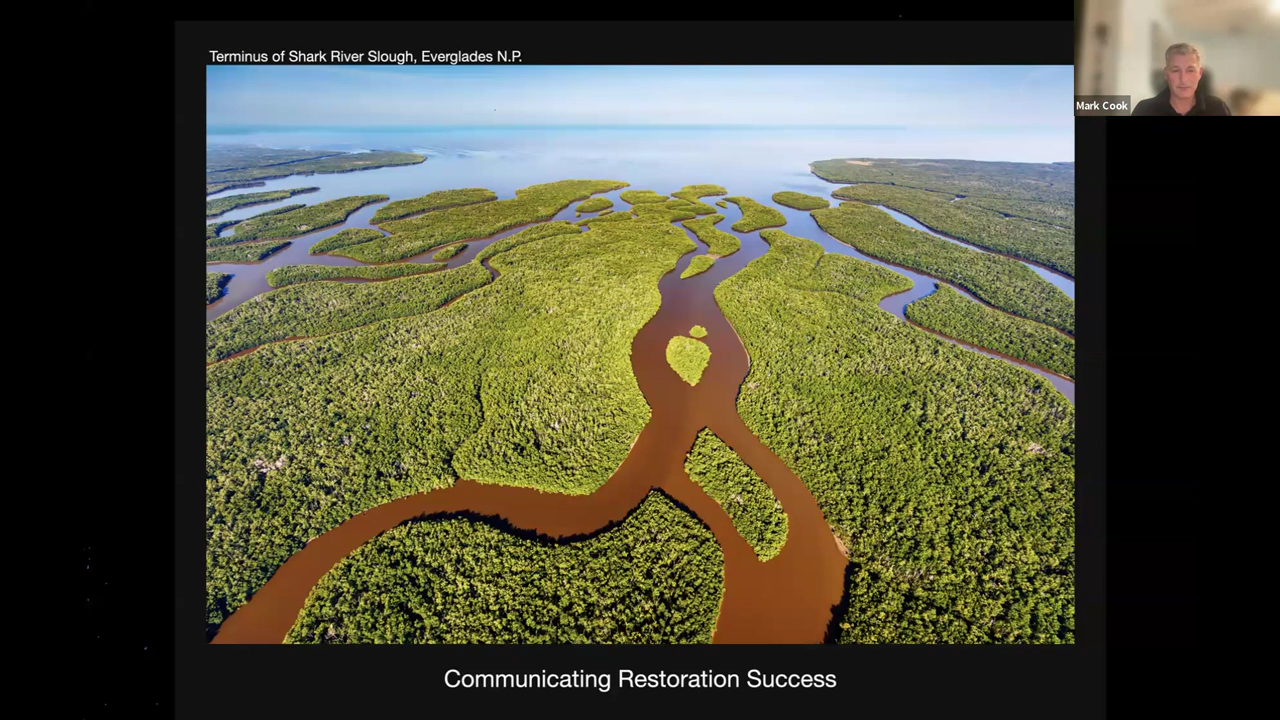 Terminus of Shark River Slough, Everglades N.P.
Mark Cook
Communicating Restoration Success